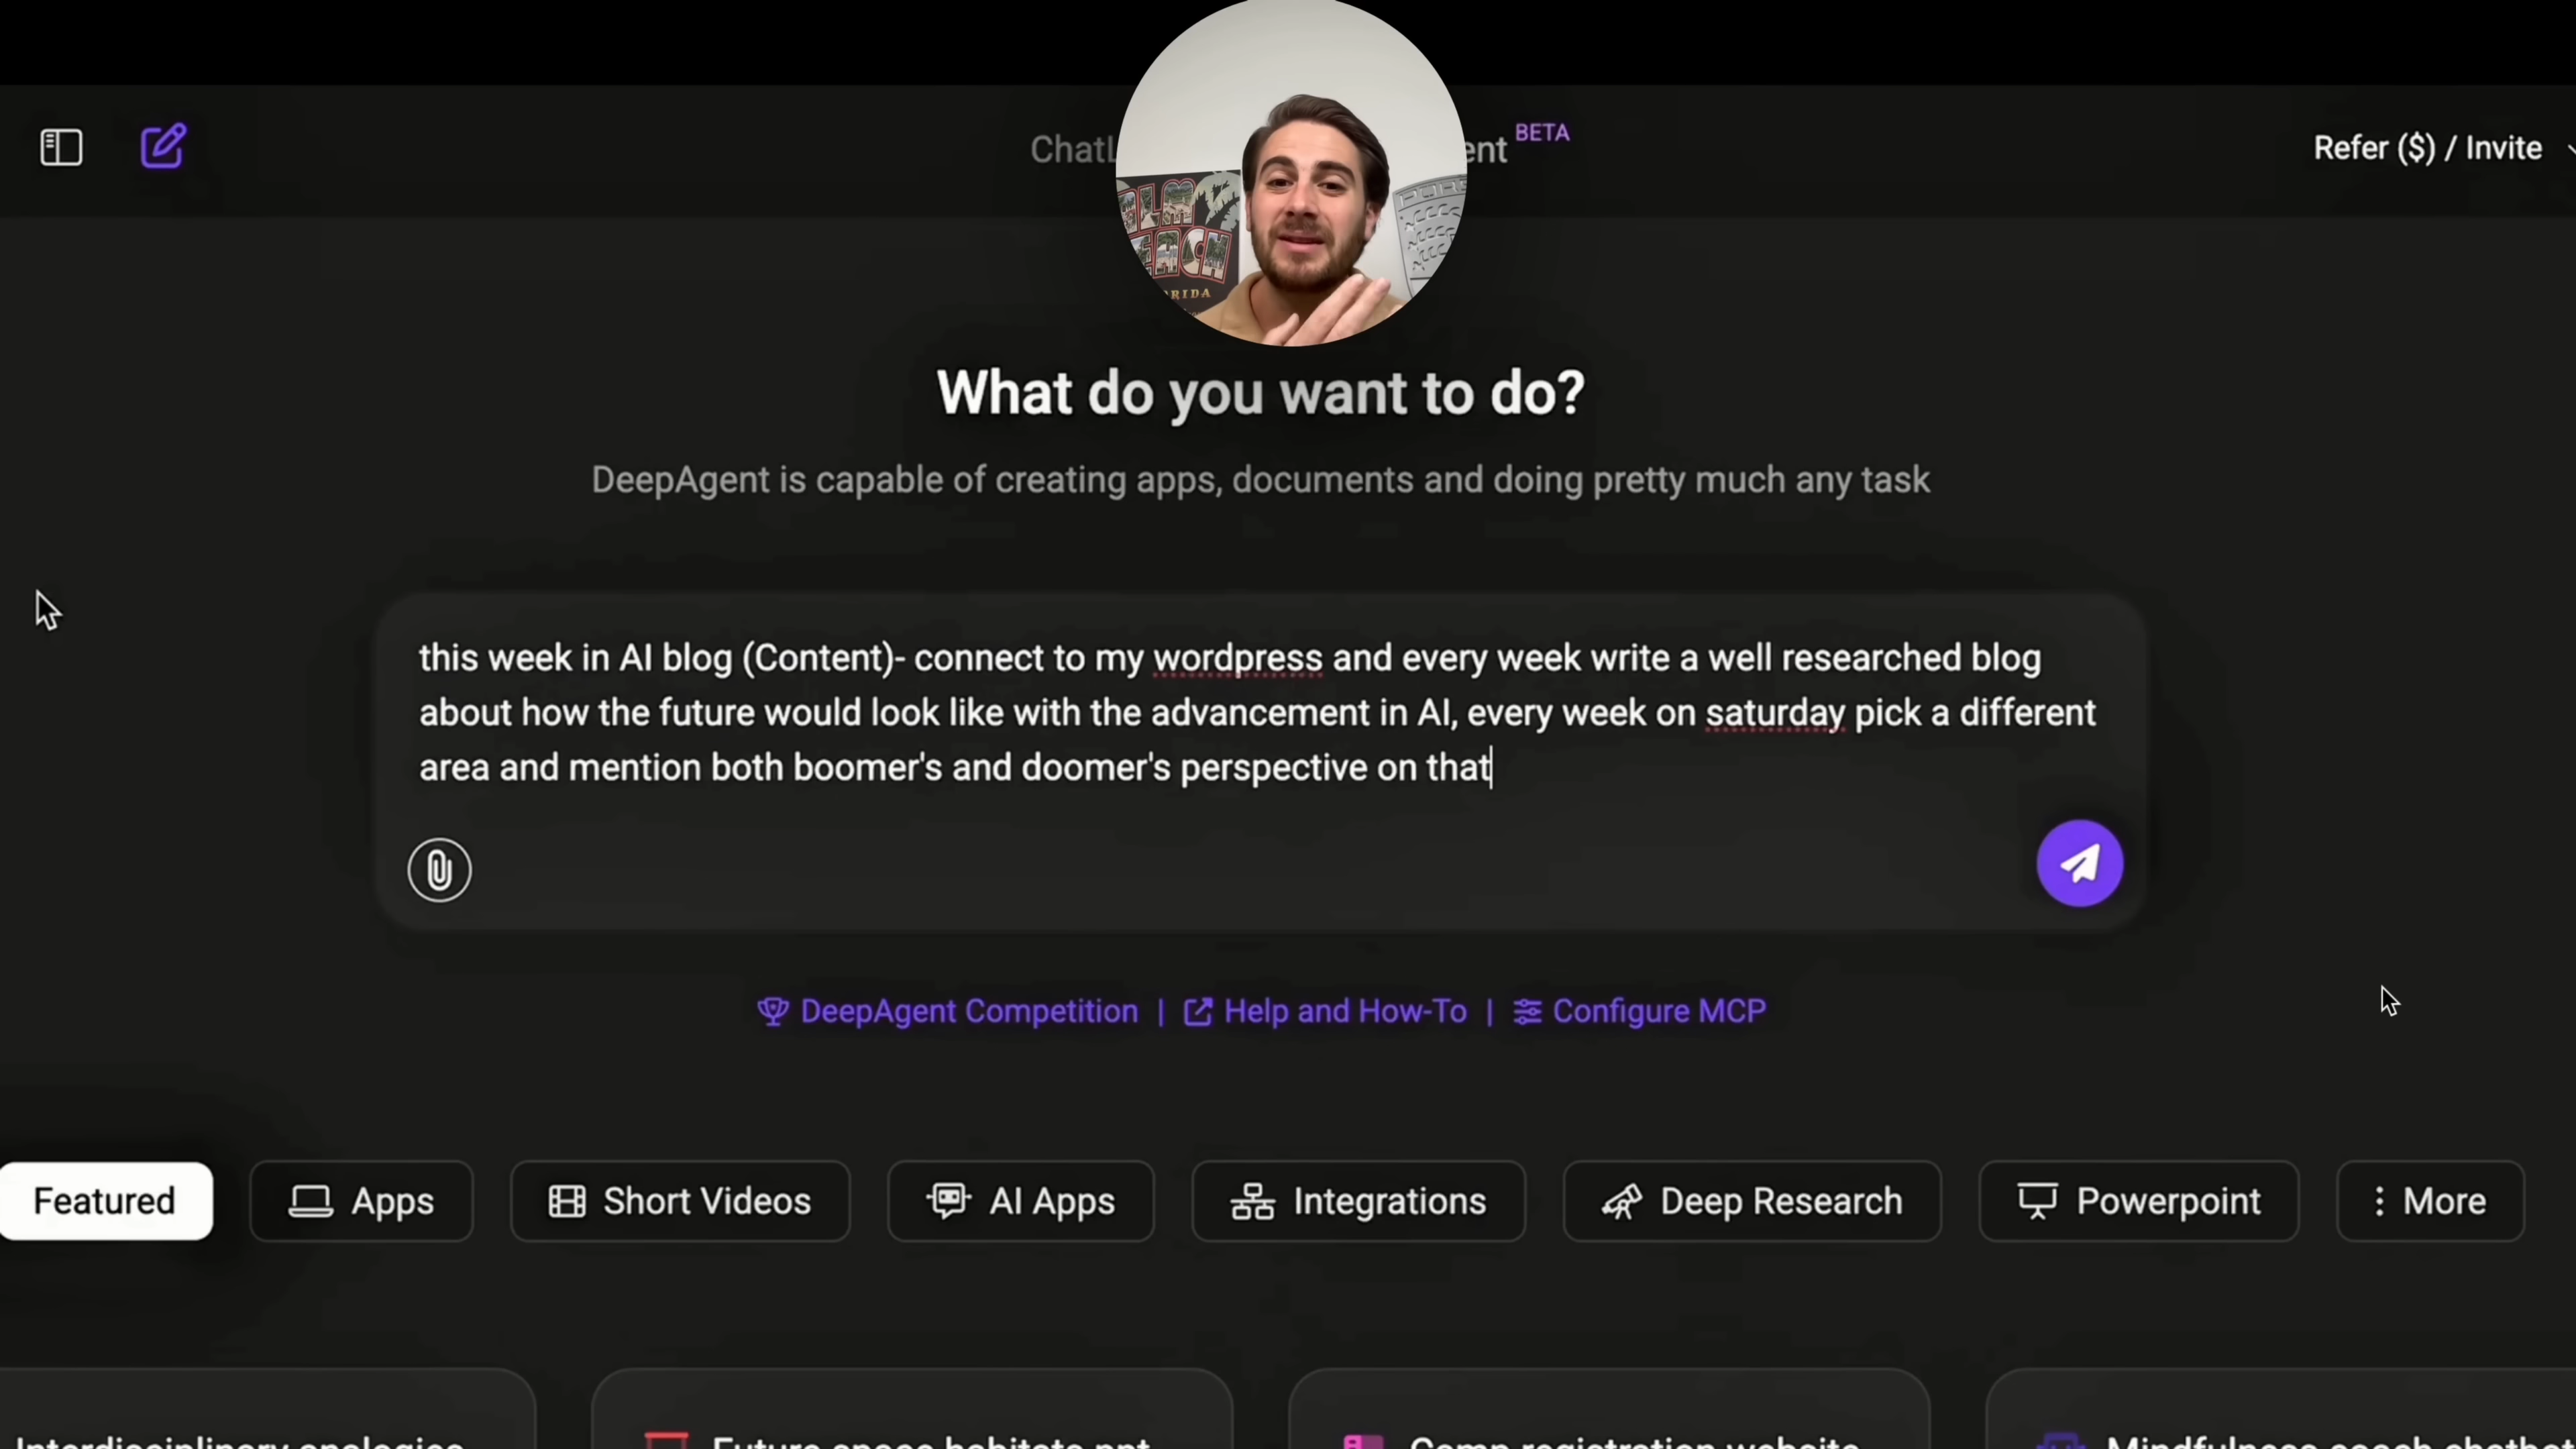 BETA
Refer ($) / Invite
What do you want to do?
DeepAgent is capable of creating apps, documents and doing pretty much any task
this week in AI blog (Content)- connect to my wordpress and every week write a well researched blog
about how the future would look like with the advancement in AI, every week on saturday pick a different
area and mention both boomer's and doomer's perspective on that
DeepAgent Competition | Help and How-To | Configure MCP
Featured
Apps
Short Videos
AI Apps
Integrations
Deep Research
Powerpoint
More